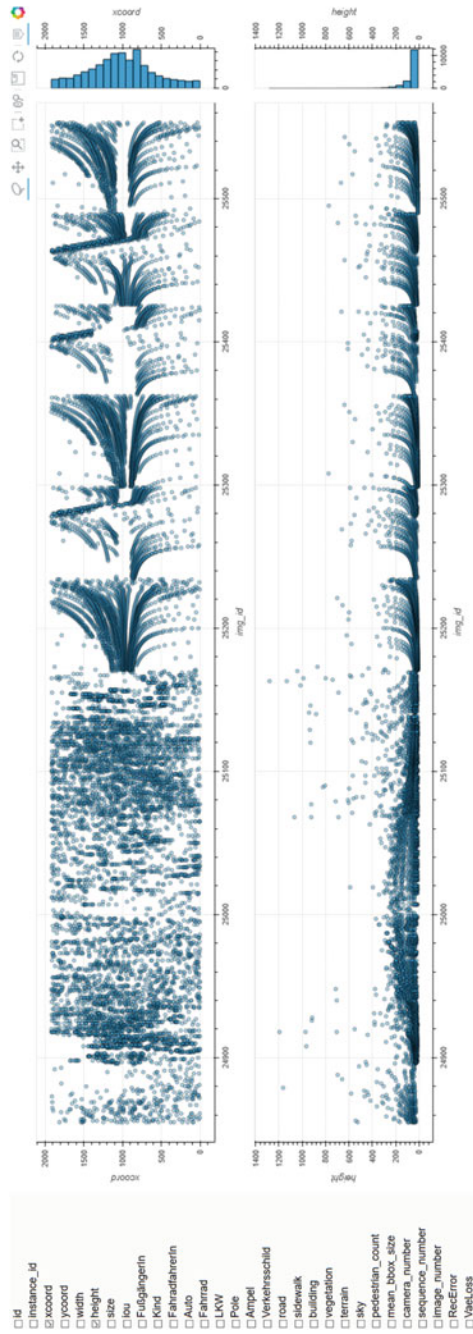 id
instance_id
xcoord
ycoord
width
height
size
iou
FußgängerIn
Kind
FahrradfahrerIn
Auto
Fahrrad
LKW
Pole
Ampel
Verkehrsschild
road
sidewalk
building
vegetation
terrain
sky
pedestrian_count
mean_bbox_size
camera_number
sequence_number
image_number
RecError
VaeLoss
2000
1500
1000
500
0
xcoord
24900
25000
25100
25200
25300
25400
25500
img_id
2000
1000
0
xcoord
1400
1200
1000
800
600
400
200
0
height
24900
25000
25100
25200
25300
25400
25500
img_id
1400
1200
1000
800
600
400
200
0
height
0
10000